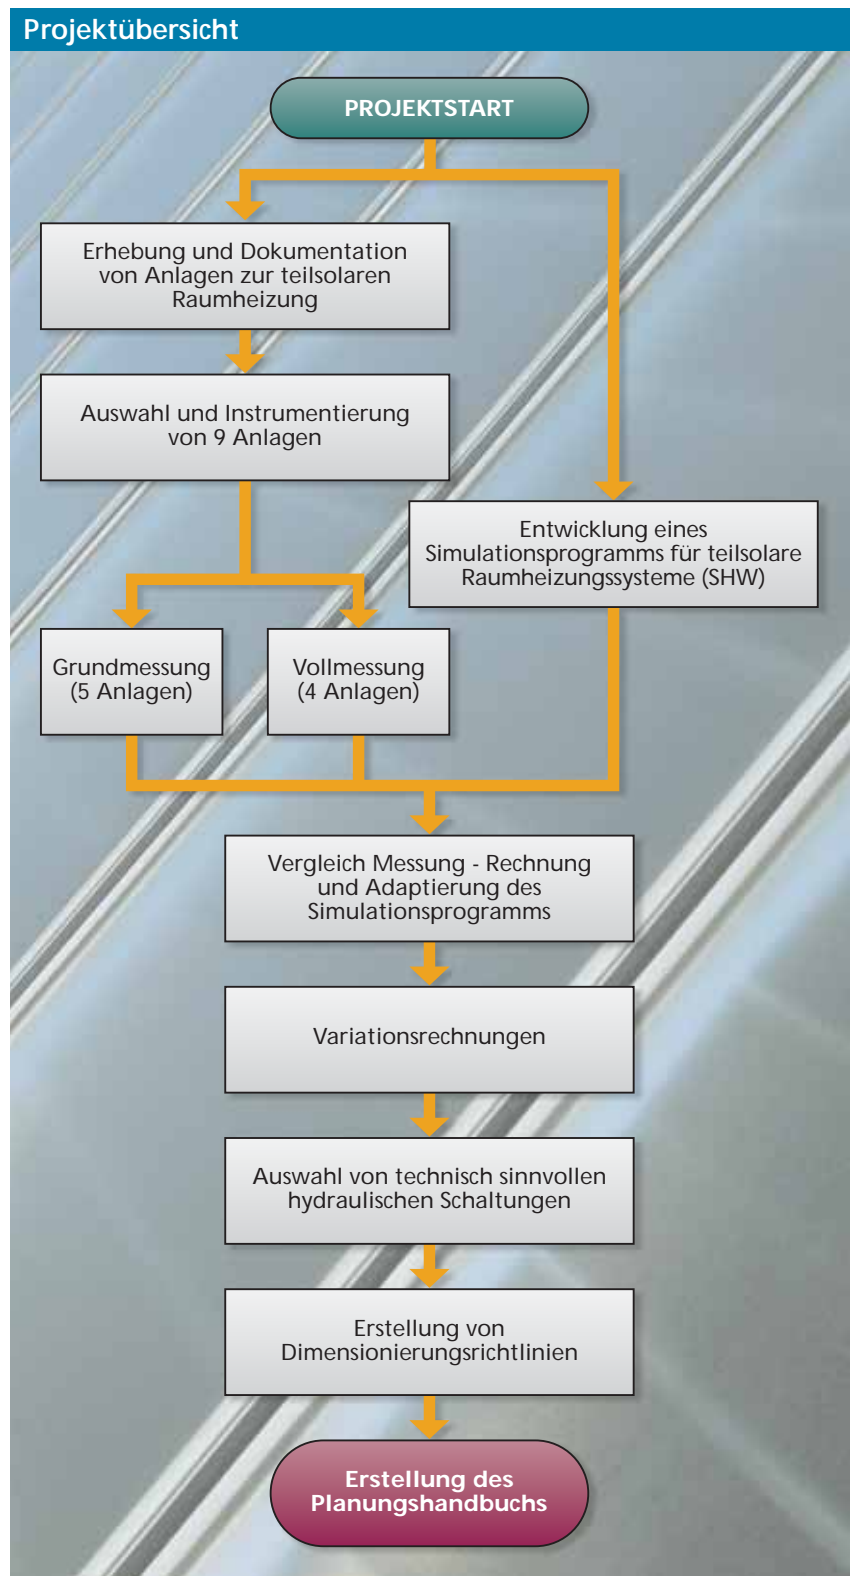 Projektübersicht
PROJEKTSTART
Erhebung und Dokumentation
von Anlagen zur teilsolaren
Raumheizung
Auswahl und Instrumentierung
von 9 Anlagen
Entwicklung eines
Simulationsprogramms für teilsolare
Raumheizungssysteme (SHW)
Grundmessung
(5 Anlagen)
Vollmessung
(4 Anlagen)
Vergleich Messung - Rechnung
und Adaptierung des
Simulationsprogramms
Variationsrechnungen
Auswahl von technisch sinnvollen
hydraulischen Schaltungen
Erstellung von
Dimensionierungsrichtlinien
Erstellung des
Planungshandbuchs